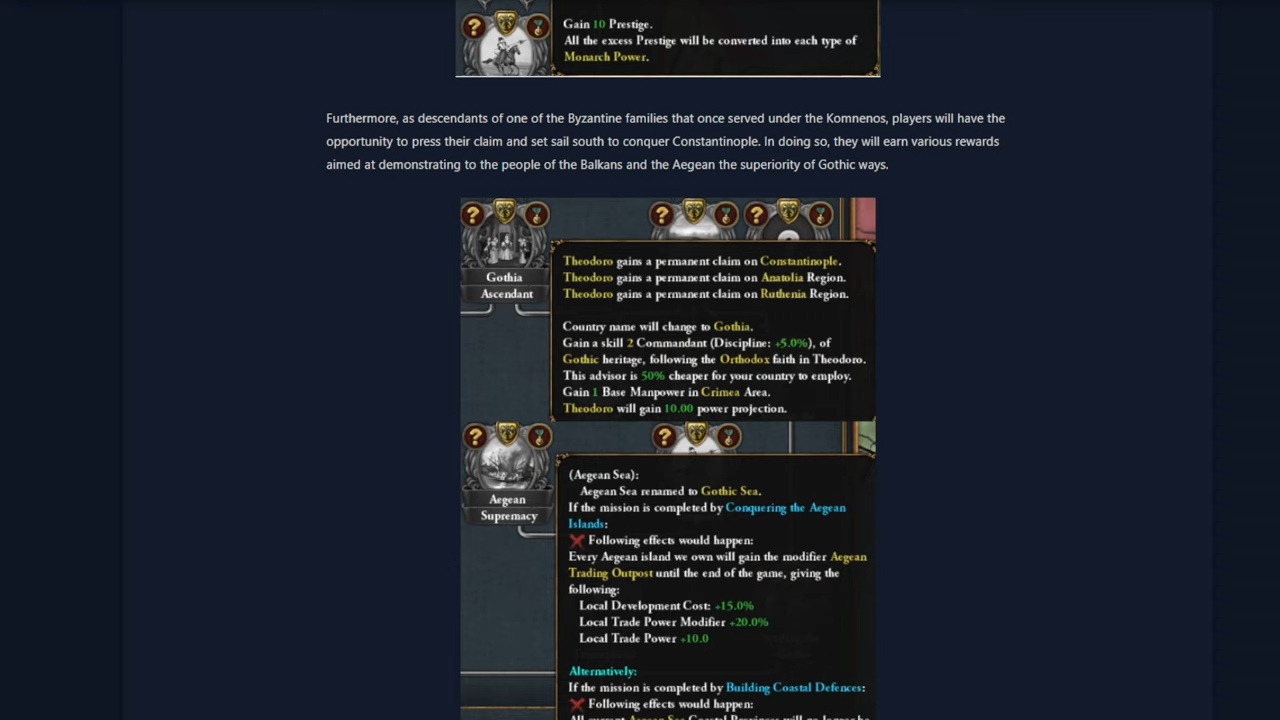 Gain 10 Prestige.
All the excess Prestige will be converted into each type of
Monarch Power.
Furthermore, as descendants of one of the Byzantine families that once served under the Komnenos, players will have the
opportunity to press their claim and set sail south to conquer Constantinople. In doing so, they will earn various rewards
aimed at demonstrating to the people of the Balkans and the Aegean the superiority of Gothic ways.
Gothia
Ascendant
Theodoro gains a permanent claim on Constantinople.
Theodoro gains a permanent claim on Anatolia Region.
Theodoro gains a permanent claim on Ruthenia Region.
Country name will change to Gothia.
Gain a skill 2 Commandant (Discipline: +5.0%), of
Gothic heritage, following the Orthodox faith in Theodoro.
This advisor is 50% cheaper for your country to employ.
Gain 1 Base Manpower in Crimea Area.
Theodoro will gain 10.00 power projection.
Aegean
Supremacy
(Aegean Sea):
Aegean Sea renamed to Gothic Sea.
If the mission is completed by Conquering the Aegean
Islands:
Following effects would happen:
Every Aegean island we own will gain the modifier Aegean
Trading Outpost until the end of the game, giving the
following:
Local Development Cost: +15.0%
Local Trade Power Modifier +20.0%
Local Trade Power +10.0
Alternatively:
If the mission is completed by Building Coastal Defences:
Following effects would happen: